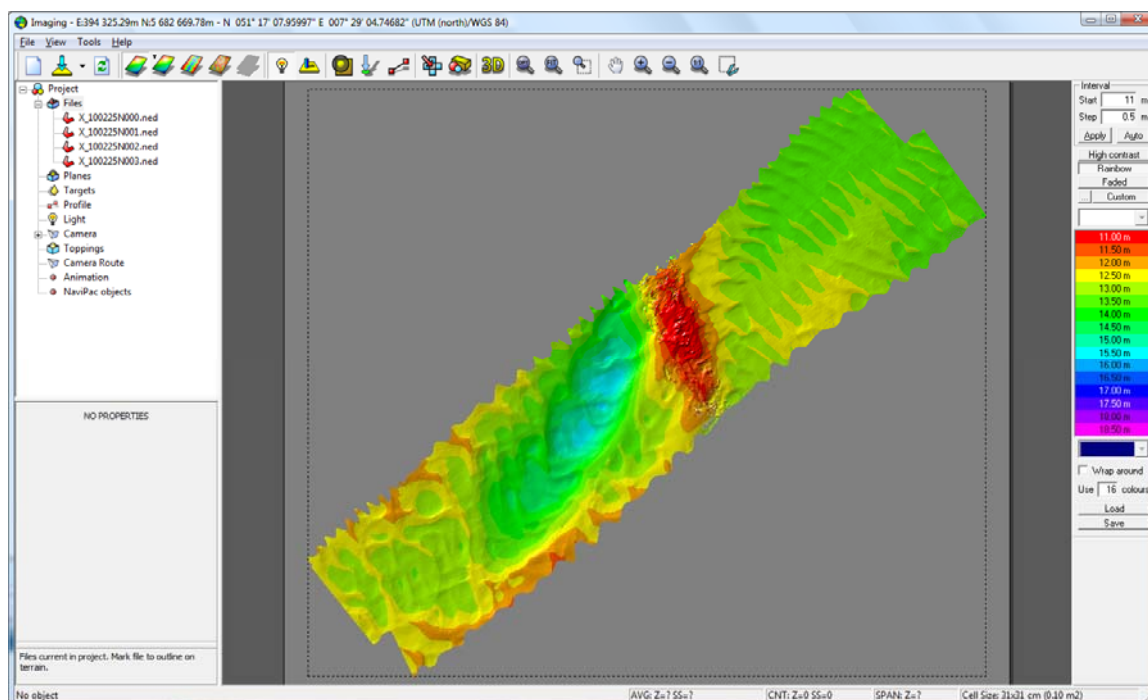 Imaging - E:394 325.29m N:5 682 669.78m - N 051° 17' 07.95997" E 007° 29' 04.74682" (UTM (north)/WGS 84)
File View Tools Help
3D
Project
Files
X_100225N000.ned
X_100225N001.ned
X_100225N002.ned
X_100225N003.ned
Planes
Targets
Profile
Light
Camera
Toppings
Camera Route
Animation
NaviPac objects
NO PROPERTIES
Files current in project. Mark file to outline on
terrain.
Interval
Start 11 m
Step 0.5 m
Apply Auto
High contrast
Rainbow
Faded
... Custom
11.00 m
11.50 m
12.00 m
12.50 m
13.00 m
13.50 m
14.00 m
14.50 m
15.00 m
15.50 m
16.00 m
16.50 m
17.00 m
17.50 m
18.00 m
18.50 m
Wrap around
Use 16 colours
Load
Save
No object AVG: Z=? SS=? CNT: Z=0 SS=0 SPAN: Z=? Cell Size: 31x31 cm (0.10 m2)